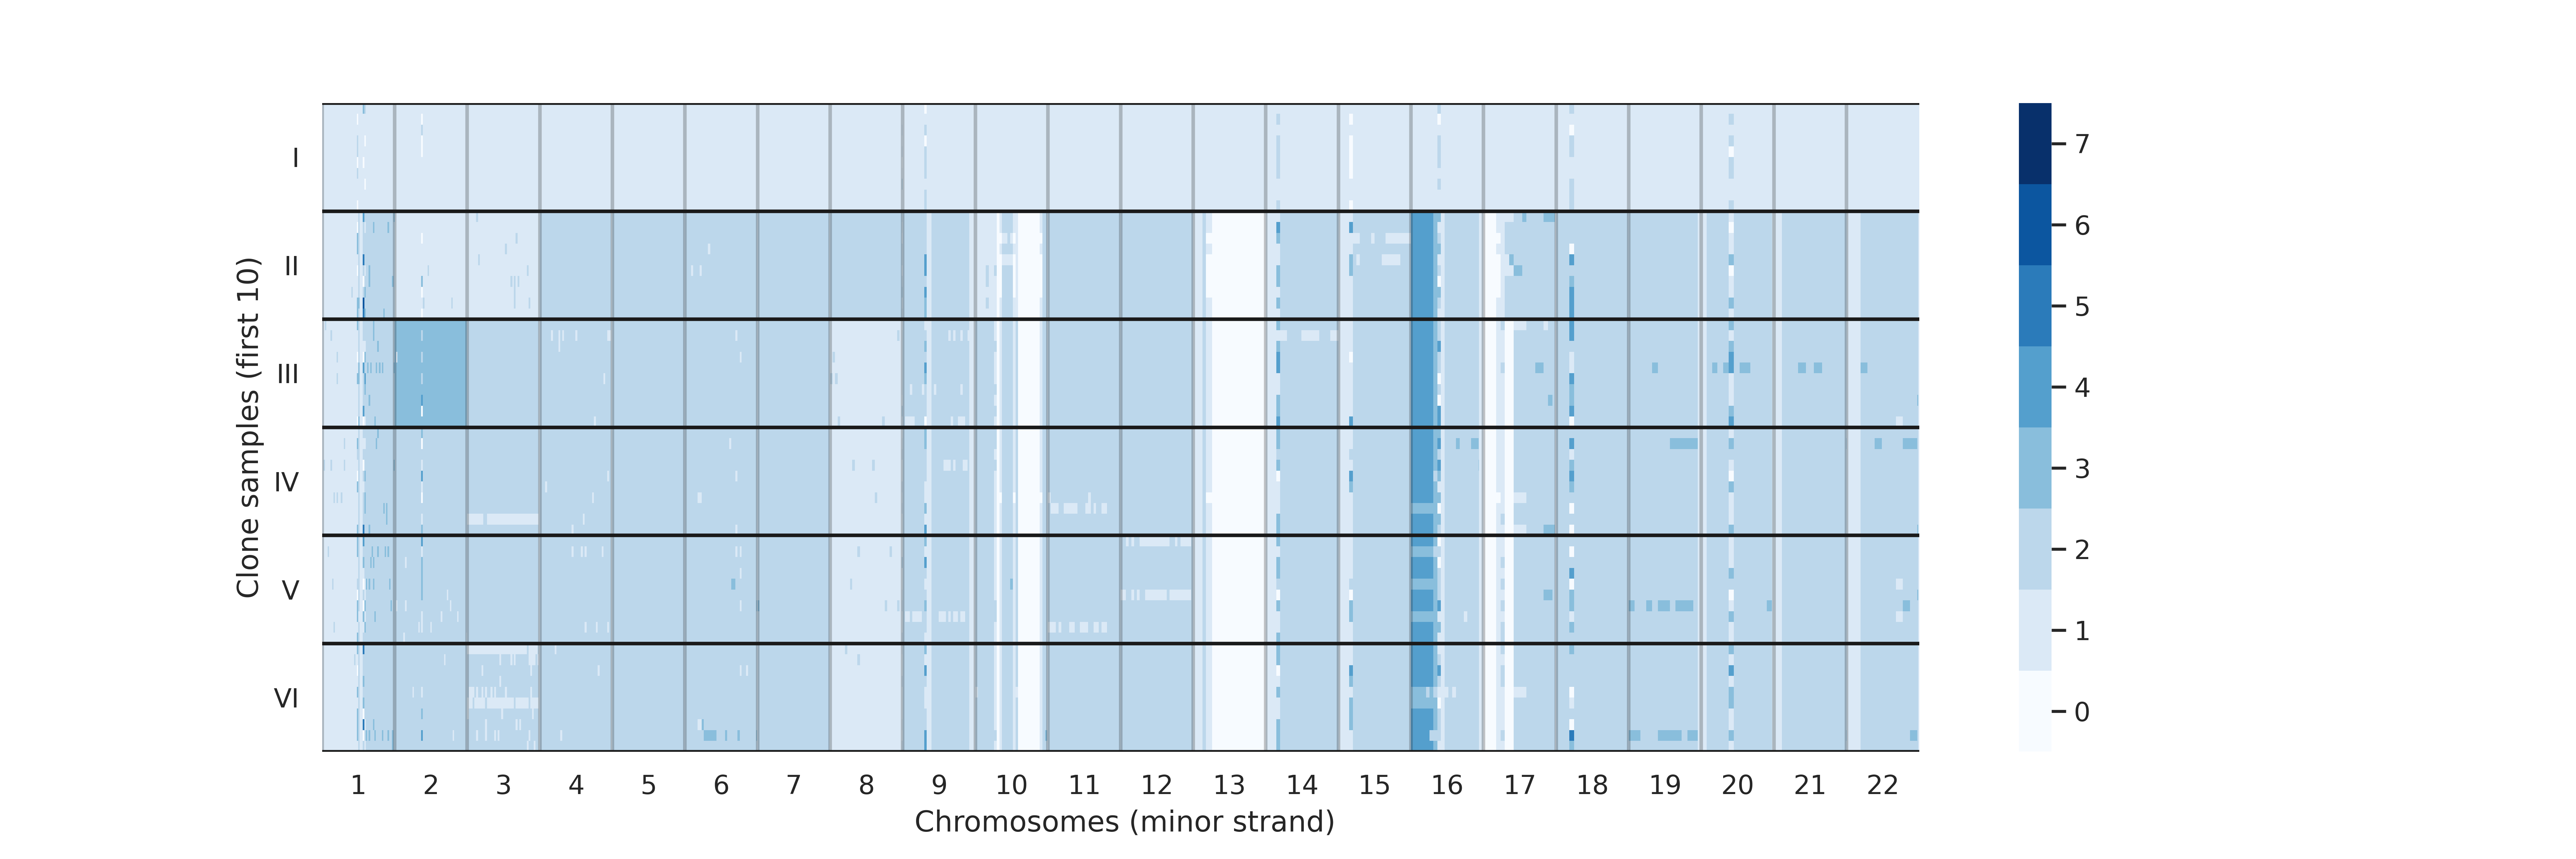 Clone samples (first 10)
I
II
III
IV
V
VI
1 2 3 4 5 6 7 8 9 10 11 12 13 14 15 16 17 18 19 20 21 22
Chromosomes (minor strand)
7
6
5
4
3
2
1
0